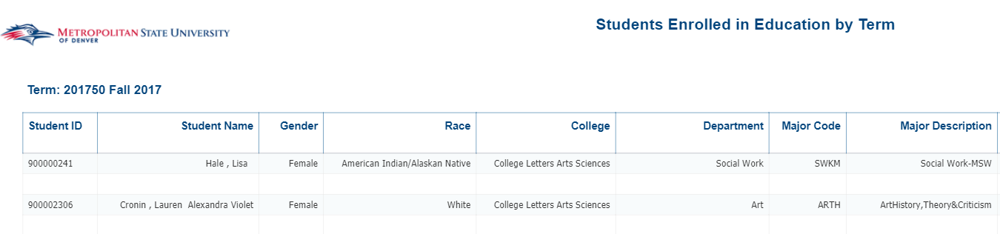 METROPOLITAN STATE UNIVERSITY
OF DENVER
Students Enrolled in Education by Term
Term: 201750 Fall 2017
Student ID Student Name Gender Race College Department Major Code Major Description
900000241 Hale , Lisa Female American Indian/Alaskan Native College Letters Arts Sciences Social Work SWKM Social Work-MSW
900002306 Cronin , Lauren Alexandra Violet Female White College Letters Arts Sciences Art ARTH ArtHistory,Theory&Criticism